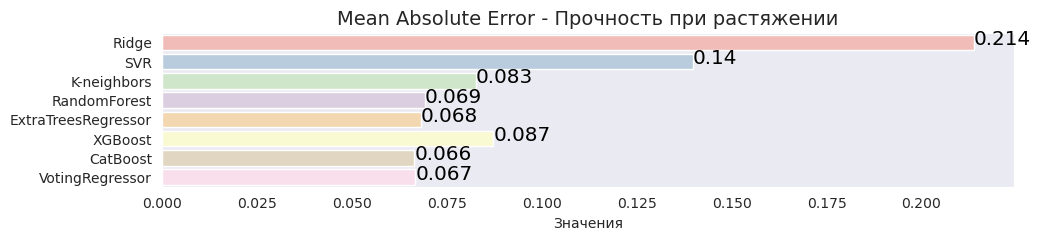 Mean Absolute Error - Прочность при растяжении
Ridge 0.214
SVR 0.14
K-neighbors 0.083
RandomForest 0.069
ExtraTreesRegressor 0.068
XGBoost 0.087
CatBoost 0.066
VotingRegressor 0.067
0.000 0.025 0.050 0.075 0.100 0.125 0.150 0.175 0.200
Значения